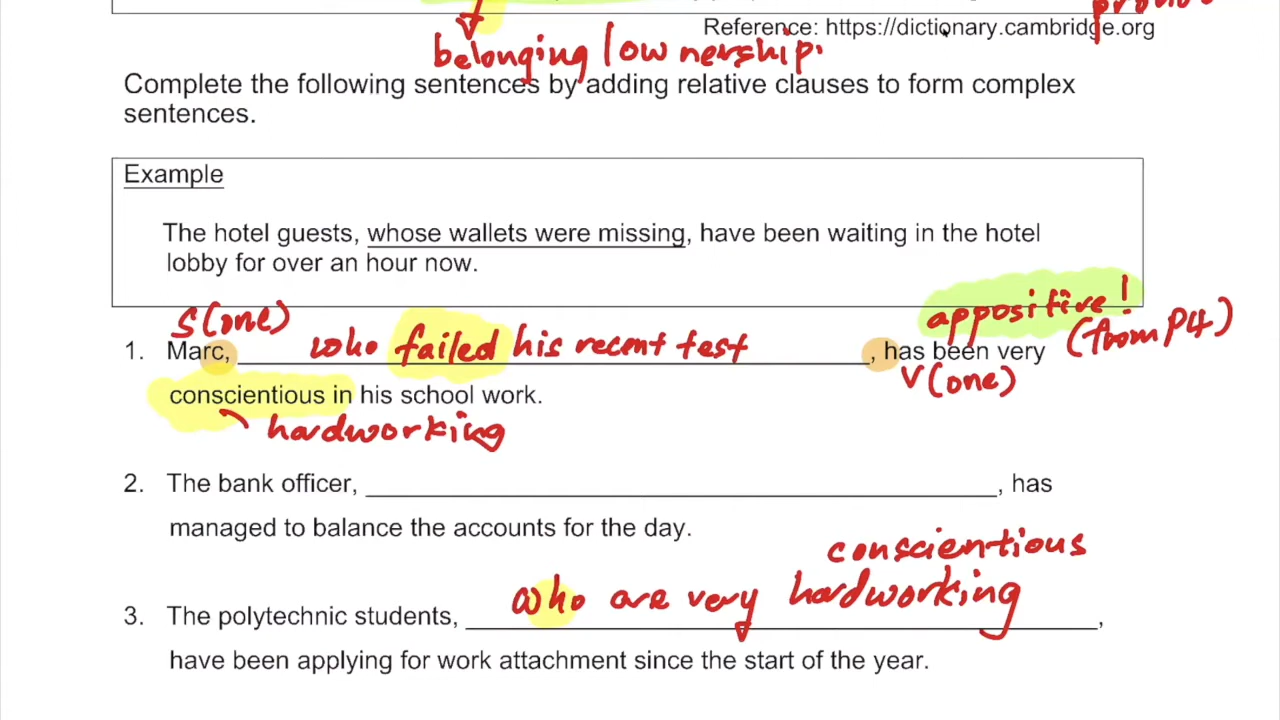 Reference: https://dictionary.cambridge.org
belonging/ownership.
Complete the following sentences by adding relative clauses to form complex
sentences.
Example
The hotel guests, whose wallets were missing, have been waiting in the hotel
lobby for over an hour now.
appositive!
(from P4)
S(one)
1. Marc, who failed his recent test, has been very
V(one)
conscientious in his school work.
hardworking
2. The bank officer, ____, has
managed to balance the accounts for the day.
conscientious
3. The polytechnic students, who are very hardworking,
have been applying for work attachment since the start of the year.